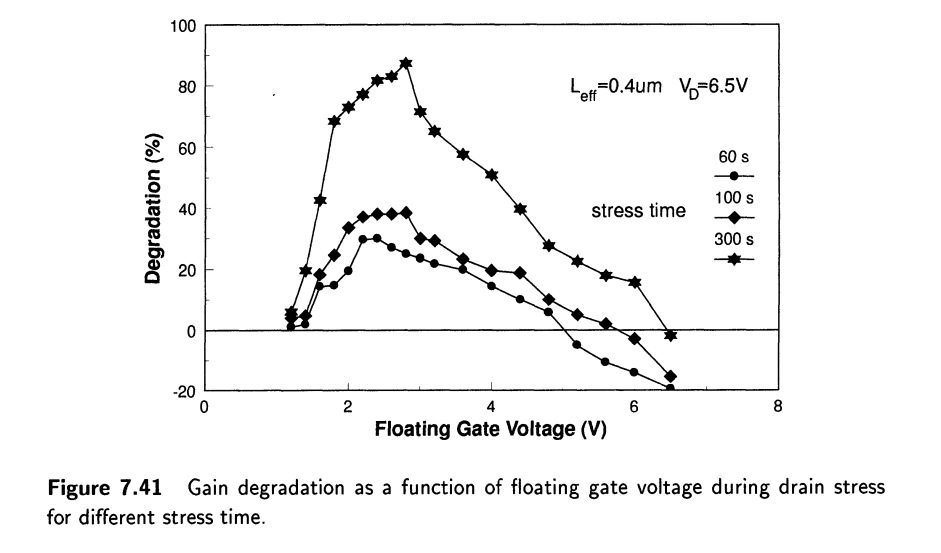 100
80
60
40
20
0
-20
Degradation (%)
L_eff=0.4um V_D=6.5V
60 s
100 s
stress time
300 s
0 2 4 6 8
Floating Gate Voltage (V)
Figure 7.41 Gain degradation as a function of floating gate voltage during drain stress
for different stress time.